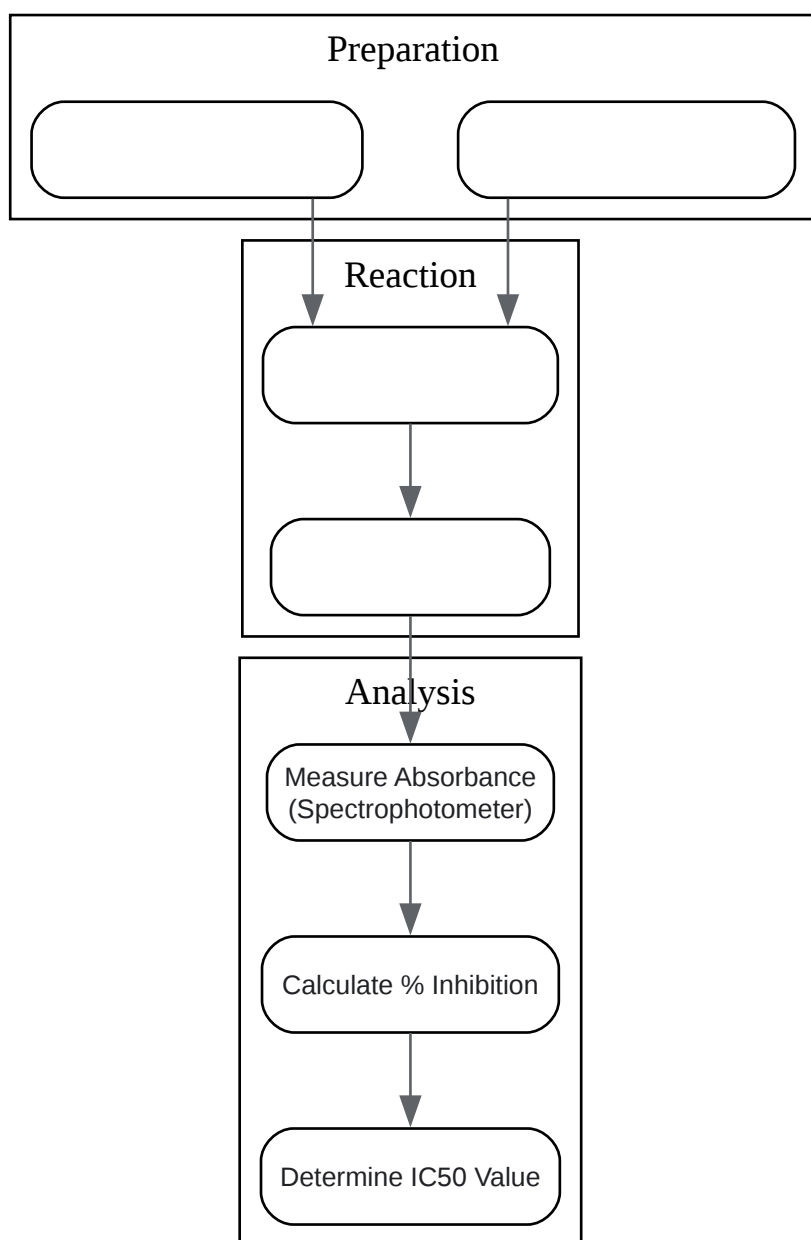 Preparation
Reaction
Analysis
Measure Absorbance
(Spectrophotometer)
Calculate % Inhibition
Determine IC50 Value